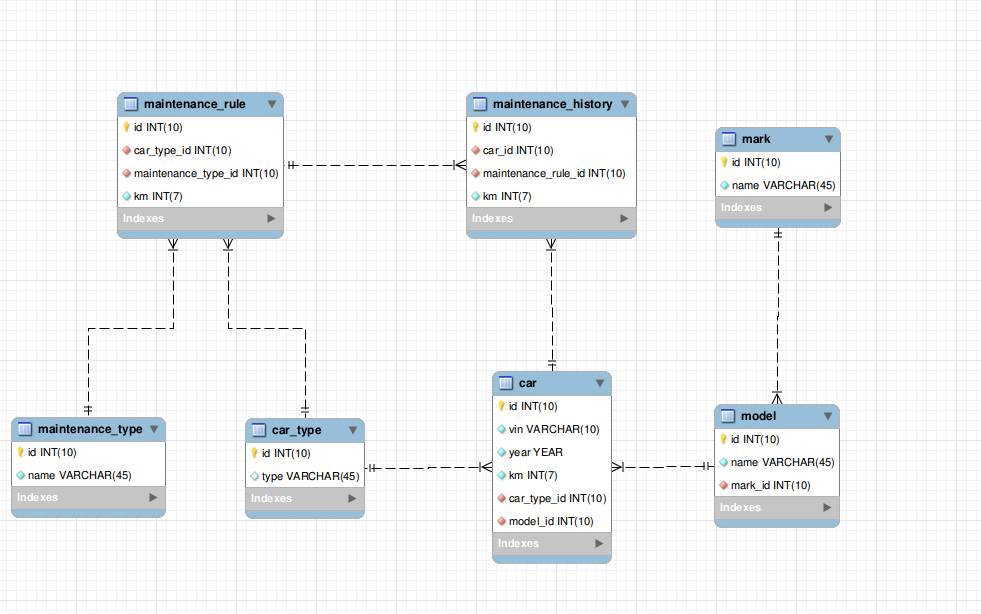 maintenance_rule
id INT(10)
car_type_id INT(10)
maintenance_type_id INT(10)
km INT(7)
Indexes
maintenance_history
id INT(10)
car_id INT(10)
maintenance_rule_id INT(10)
km INT(7)
Indexes
mark
id INT(10)
name VARCHAR(45)
Indexes
maintenance_type
id INT(10)
name VARCHAR(45)
Indexes
car_type
id INT(10)
type VARCHAR(45)
Indexes
car
id INT(10)
vin VARCHAR(10)
year YEAR
km INT(7)
car_type_id INT(10)
model_id INT(10)
Indexes
model
id INT(10)
name VARCHAR(45)
mark_id INT(10)
Indexes